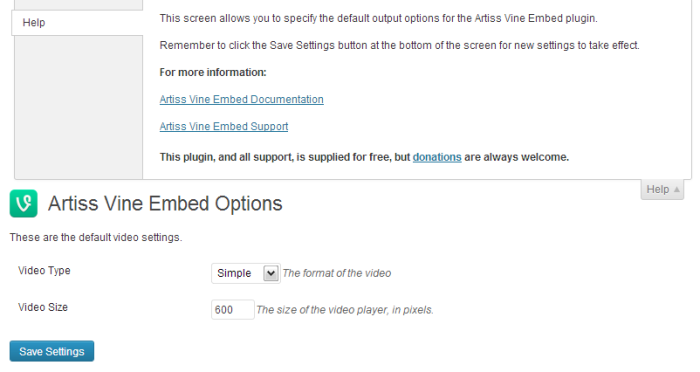 Help
This screen allows you to specify the default output options for the Artiss Vine Embed plugin.
Remember to click the Save Settings button at the bottom of the screen for new settings to take effect.
For more information:
Artiss Vine Embed Documentation
Artiss Vine Embed Support
This plugin, and all support, is supplied for free, but donations are always welcome.
Help
Artiss Vine Embed Options
These are the default video settings.
Video Type Simple The format of the video
Video Size 600 The size of the video player, in pixels.
Save Settings